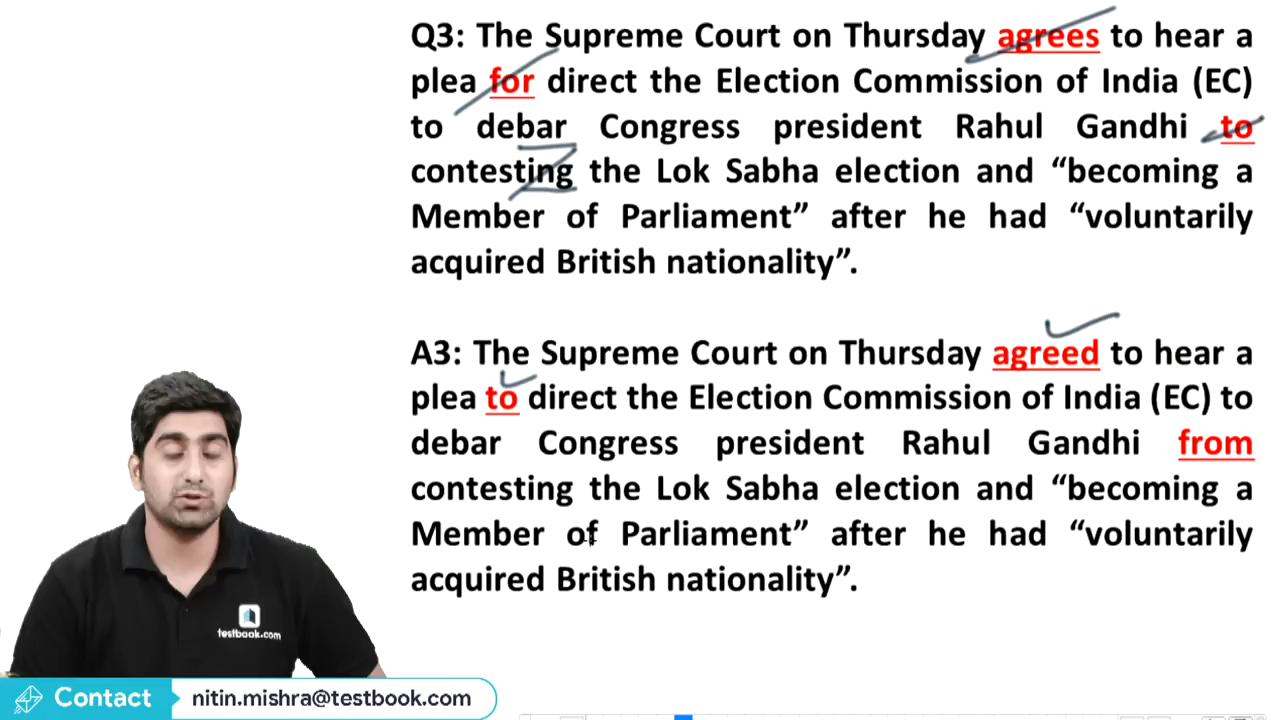 Q3: The Supreme Court on Thursday agrees to hear a
plea for direct the Election Commission of India (EC)
to debar Congress president Rahul Gandhi to
contesting the Lok Sabha election and “becoming a
Member of Parliament” after he had “voluntarily
acquired British nationality”.
A3: The Supreme Court on Thursday agreed to hear a
plea to direct the Election Commission of India (EC) to
debar Congress president Rahul Gandhi from
contesting the Lok Sabha election and “becoming a
Member of Parliament” after he had “voluntarily
acquired British nationality”.
testbook.com
Contact nitin.mishra@testbook.com